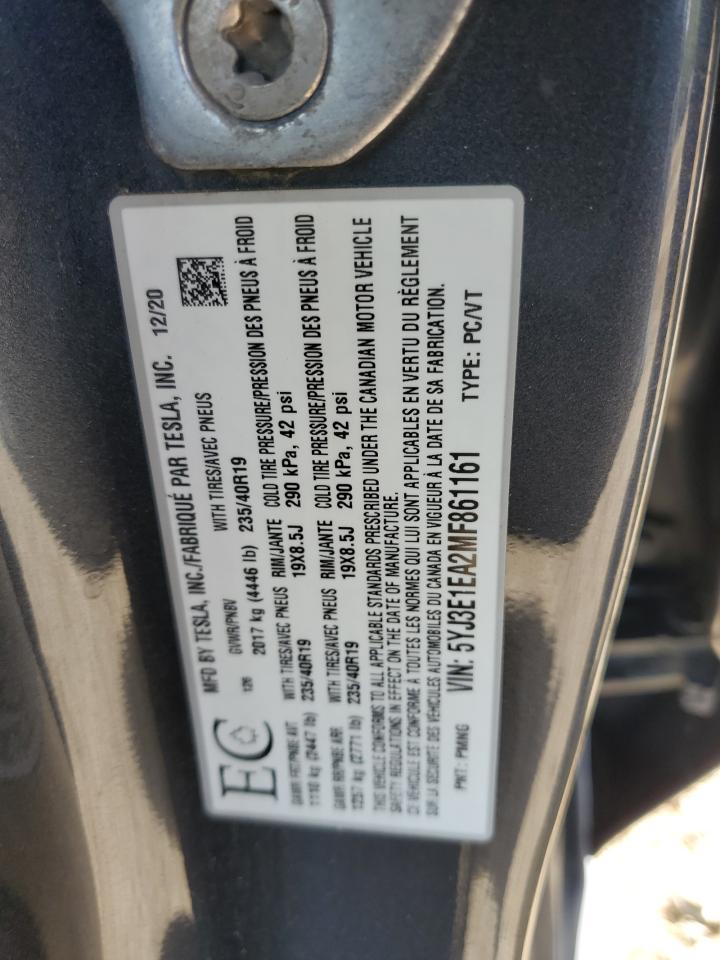 MFD BY TESLA, INC./FABRIQUÉ PAR TESLA, INC. 12/20
GVWR/PNBV WITH TIRES/AVEC PNEUS
126 2017 kg (4446 lb) 235/40R19
EC
GAWR FRT/PNBE AVT WITH TIRES/AVEC PNEUS RIM/JANTE COLD TIRE PRESSURE/PRESSION DES PNEUS À FROID
1110 kg (2447 lb) 235/40R19 19X8.5J 290 kPa, 42 psi
GAWR RR/PNBE ARR WITH TIRES/AVEC PNEUS RIM/JANTE COLD TIRE PRESSURE/PRESSION DES PNEUS À FROID
1257 kg (2771 lb) 235/40R19 19X8.5J 290 kPa, 42 psi
THIS VEHICLE CONFORMS TO ALL APPLICABLE STANDARDS PRESCRIBED UNDER THE CANADIAN MOTOR VEHICLE
SAFETY REGULATIONS IN EFFECT ON THE DATE OF MANUFACTURE.
CE VÉHICULE EST CONFORME À TOUTES LES NORMES QUI LUI SONT APPLICABLES EN VERTU DU RÈGLEMENT
SUR LA SÉCURITÉ DES VÉHICULES AUTOMOBILES DU CANADA EN VIGUEUR À LA DATE DE SA FABRICATION.
PNT: PMNG VIN: 5YJ3E1EA2MF861161 TYPE: PC/VT